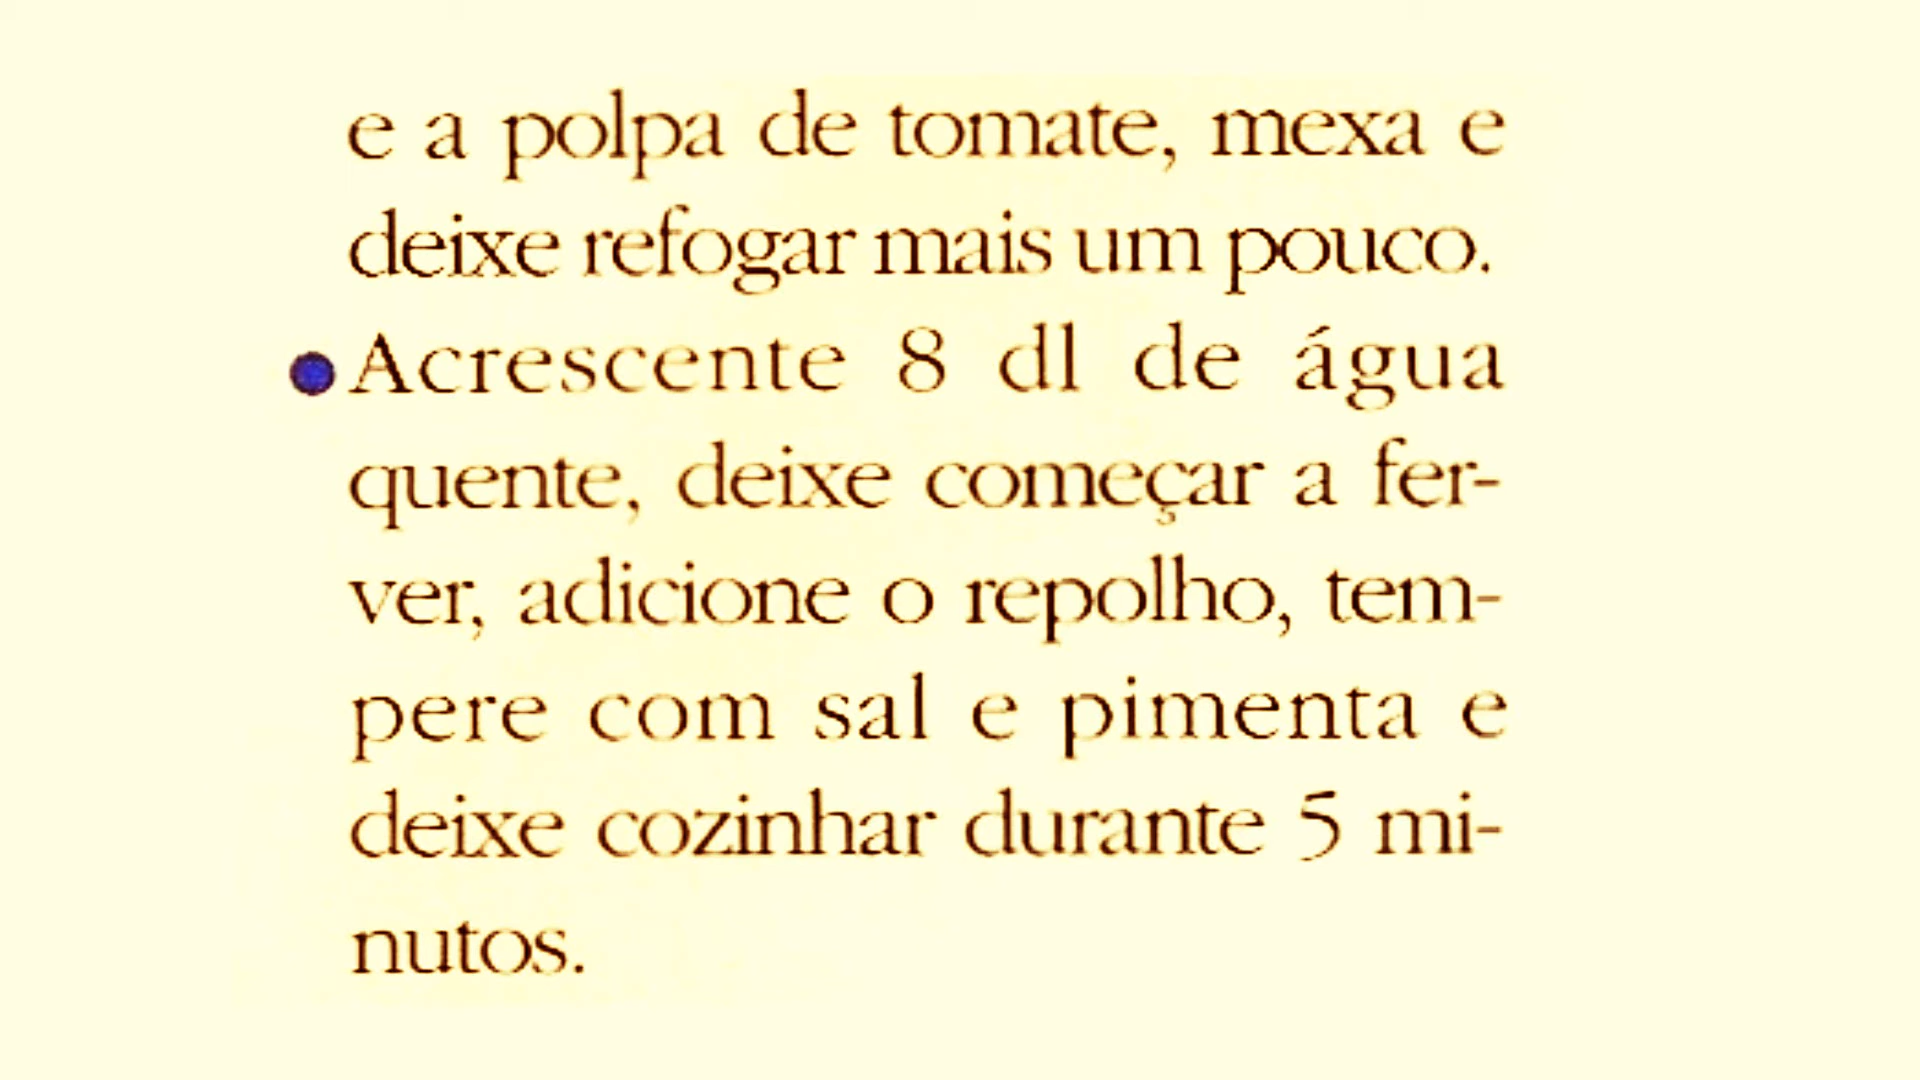 e a polpa de tomate, mexa e
deixe refogar mais um pouco.
● Acrescente 8 dl de água
quente, deixe começar a fer-
ver, adicione o repolho, tem-
pere com sal e pimenta e
deixe cozinhar durante 5 mi-
nutos.